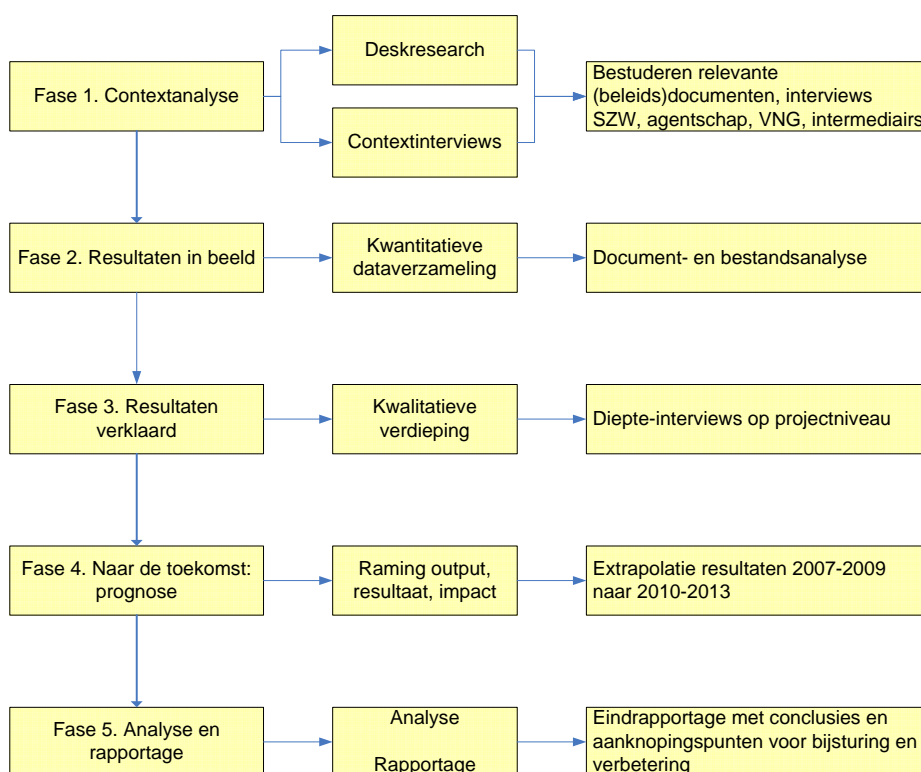 Fase 1. Contextanalyse
Deskresearch
Contextinterviews
Bestuderen relevante
(beleids)documenten, interviews
SZW, agentschap, VNG, intermediairs
Fase 2. Resultaten in beeld
Kwantitatieve
dataverzameling
Document- en bestandsanalyse
Fase 3. Resultaten
verklaard
Kwalitatieve
verdieping
Diepte-interviews op projectniveau
Fase 4. Naar de toekomst:
prognose
Raming output,
resultaat, impact
Extrapolatie resultaten 2007-2009
naar 2010-2013
Fase 5. Analyse en
rapportage
Analyse
Rapportage
Eindrapportage met conclusies en
aanknopingspunten voor bijsturing en
verbetering